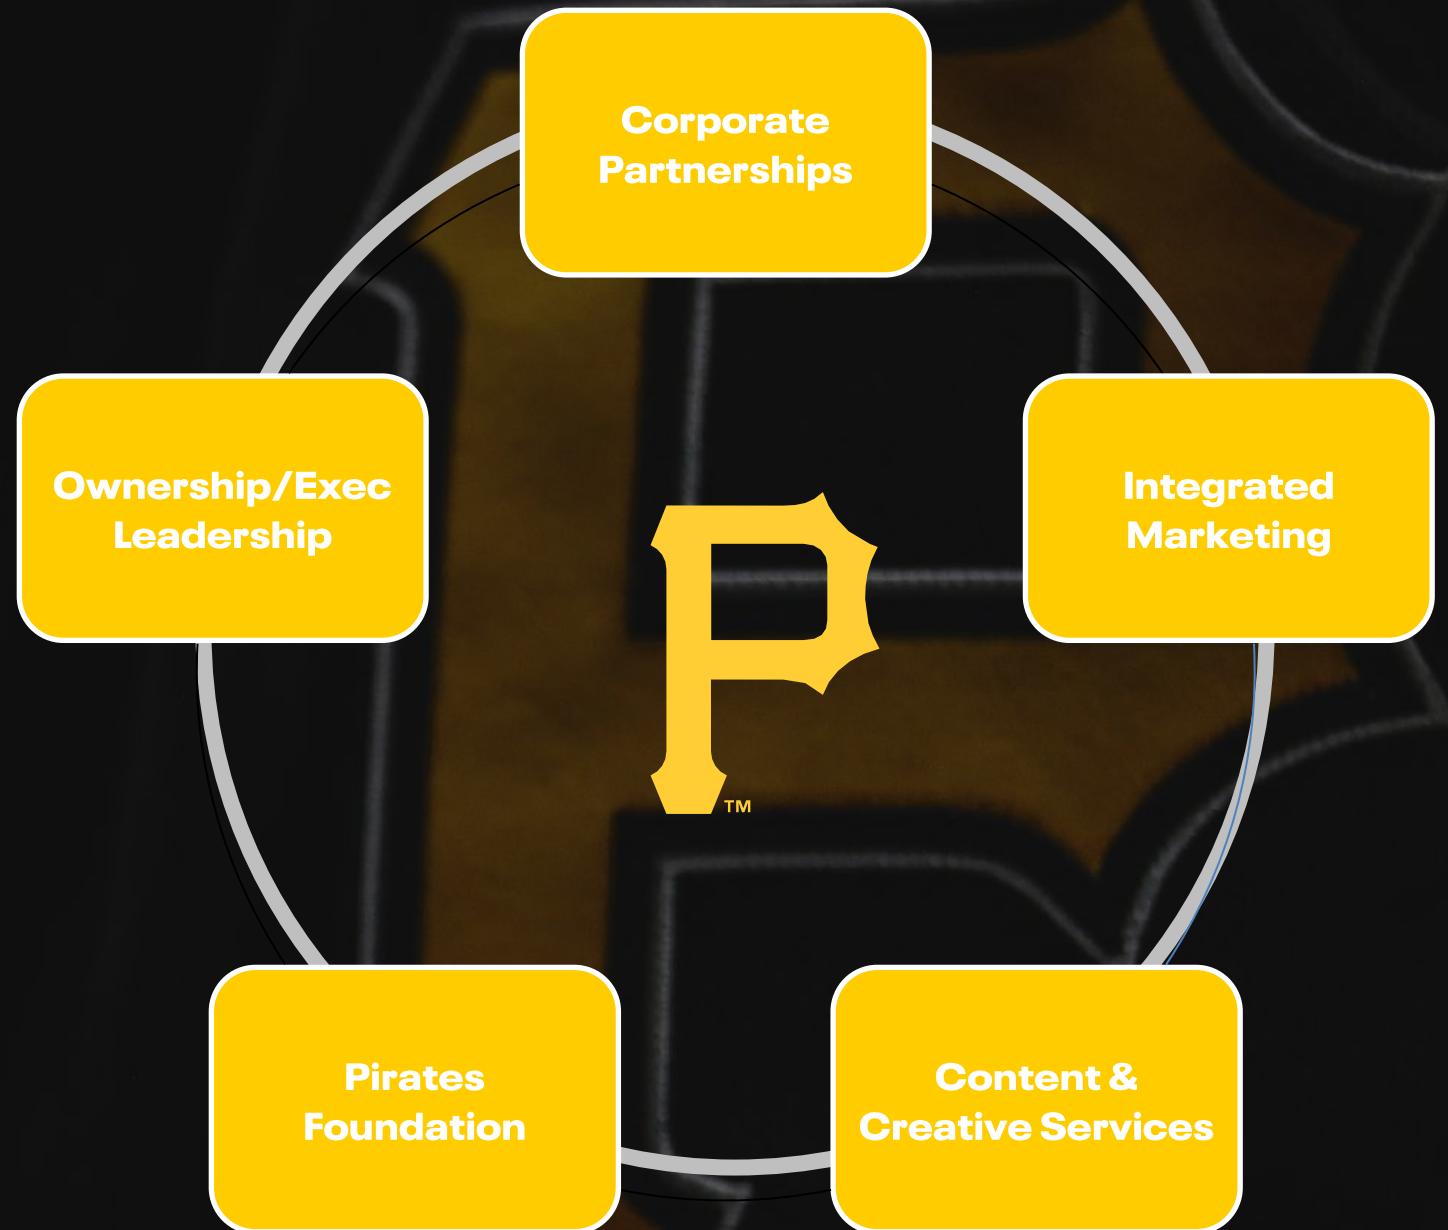 Corporate
Partnerships
Ownership/Exec
Leadership
Integrated
Marketing
P
TM
Pirates
Foundation
Content &
Creative Services